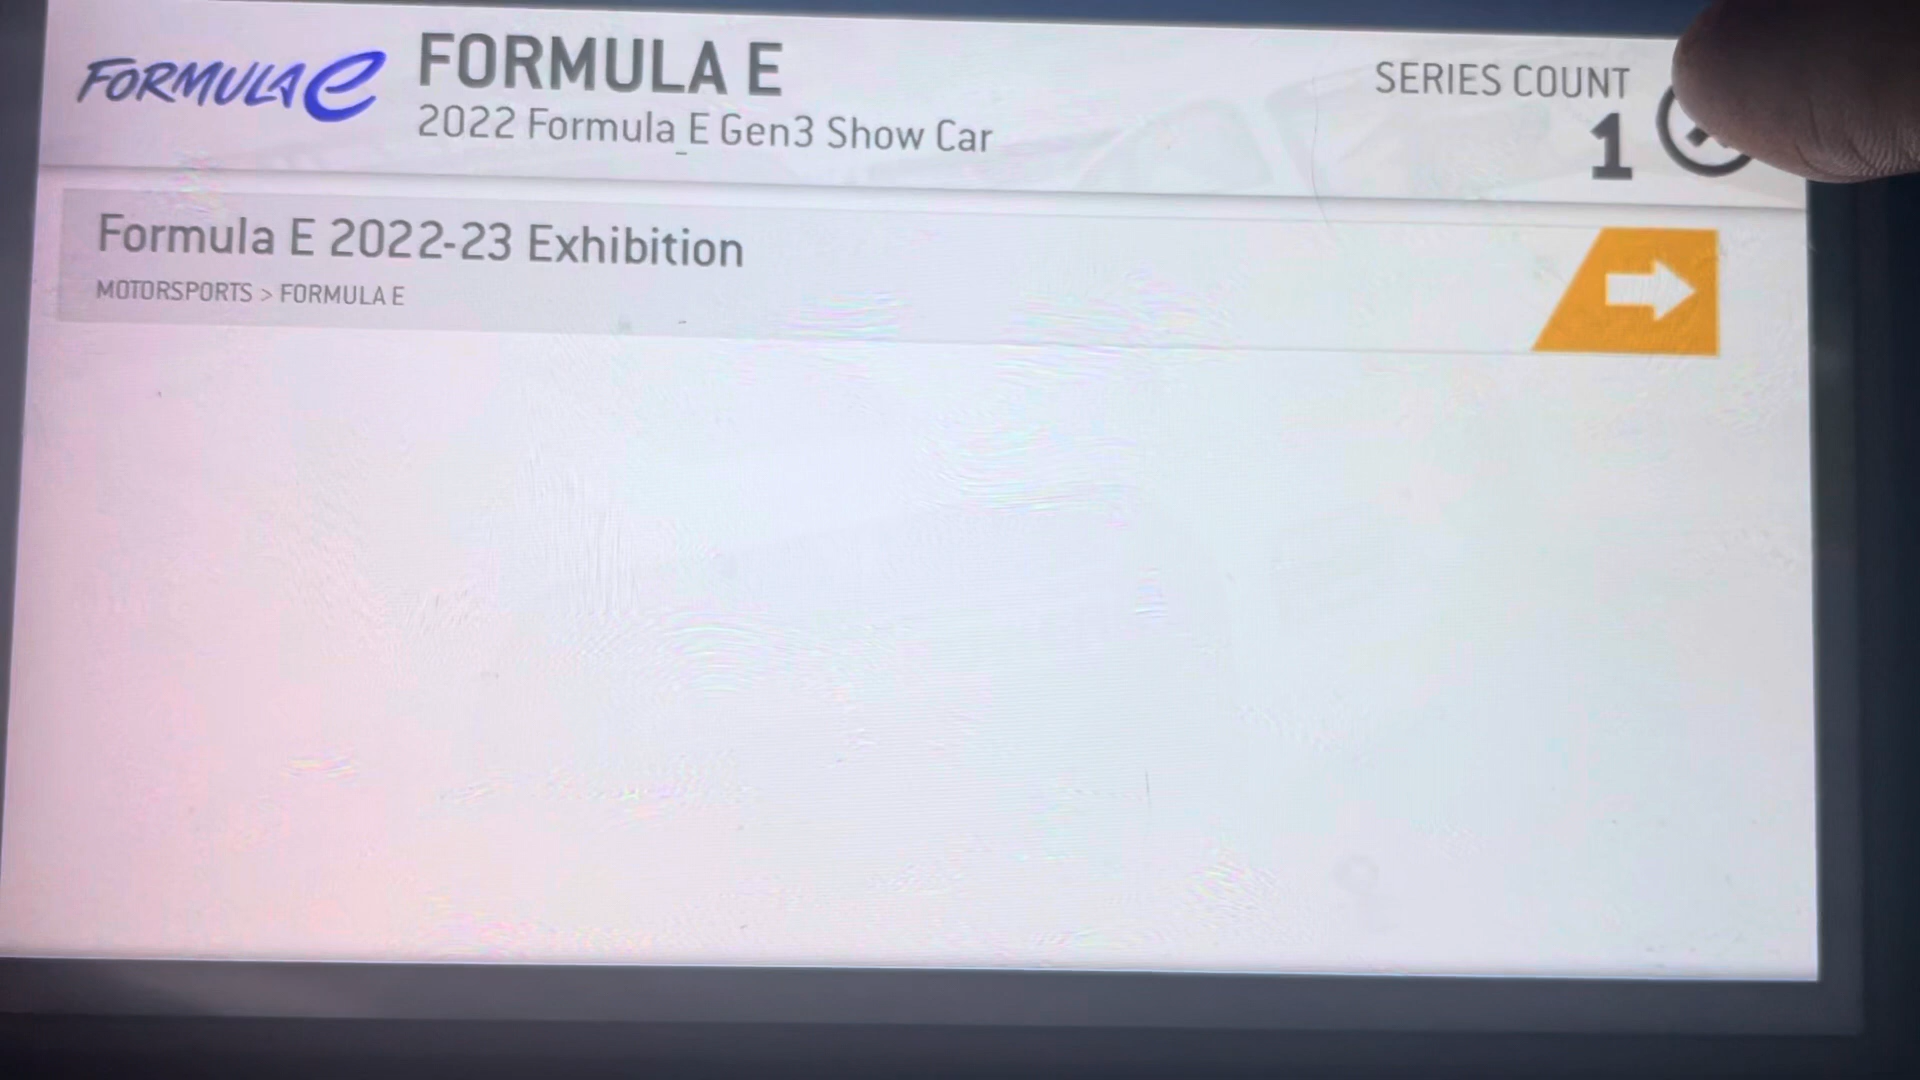 FORMULA E
FORMULA E
2022 Formula E Gen3 Show Car
SERIES COUNT
1
Formula E 2022-23 Exhibition
MOTORSPORTS > FORMULA E